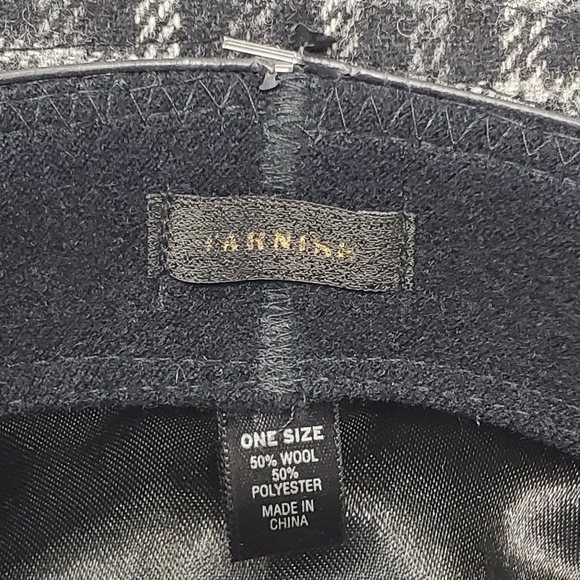 ONE SIZE
50% WOOL
50%
POLYESTER
MADE IN
CHINA